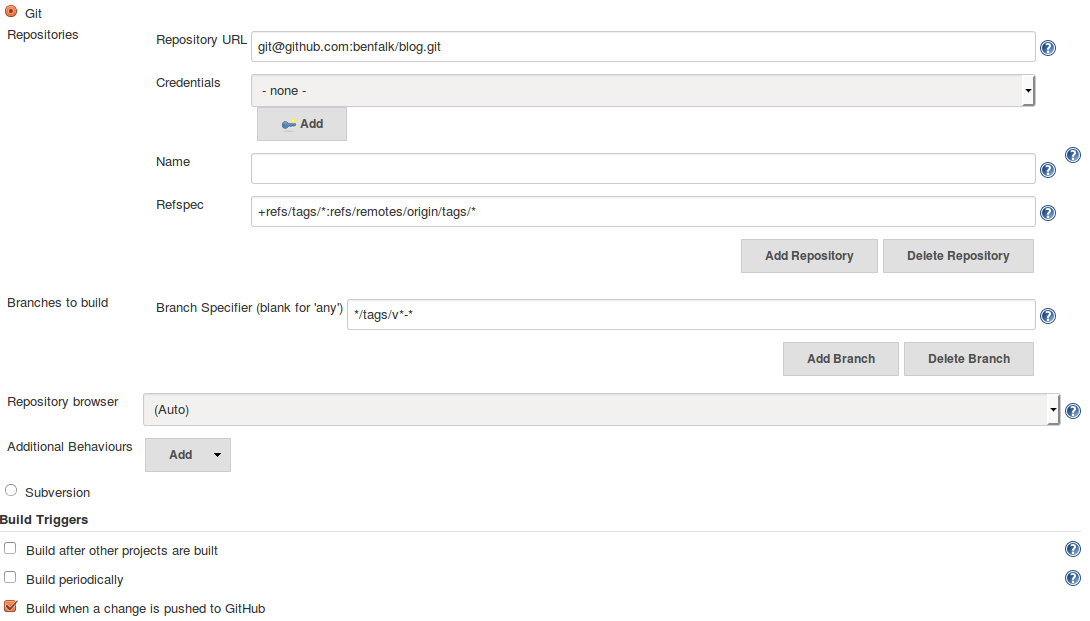 Git
Repositories
Repository URL
git@github.com:benfalk/blog.git
Credentials
- none -
Add
Name
Refspec
+refs/tags/*:refs/remotes/origin/tags/*
Add Repository
Delete Repository
Branches to build
Branch Specifier (blank for 'any')
*/tags/v*-*
Add Branch
Delete Branch
Repository browser
(Auto)
Additional Behaviours
Add
Subversion
Build Triggers
Build after other projects are built
Build periodically
Build when a change is pushed to GitHub